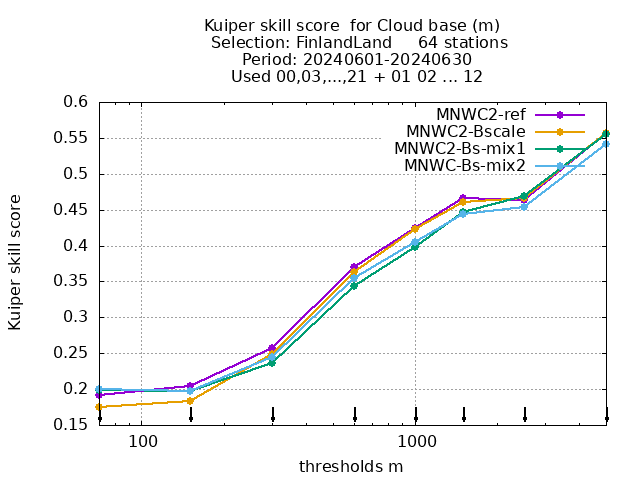 Kuiper skill score  for Cloud base (m)
Selection: FinlandLand     64 stations
Period: 20240601-20240630
Used 00,03,...,21 + 01 02 ... 12
MNWC2-ref
MNWC2-Bscale
MNWC2-Bs-mix1
MNWC-Bs-mix2
Kuiper skill score
0.6
0.55
0.5
0.45
0.4
0.35
0.3
0.25
0.2
0.15
100
1000
thresholds m